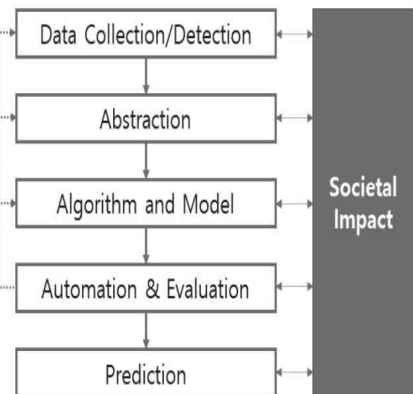 Data Collection/Detection
Abstraction
Algorithm and Model
Automation & Evaluation
Prediction
Societal
Impact